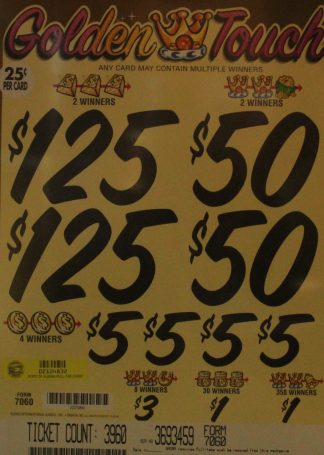 Golden Touch
25¢
PER CARD
ANY CARD MAY CONTAIN MULTIPLE WINNERS
2 WINNERS
2 WINNERS
$125 $50
$125 $50
4 WINNERS
$5 $5 $5 $5
FORM
7060
8 WINNERS
$3
30 WINNERS
$1
350 WINNERS
$1
TICKET COUNT: 3960
3693459
FORM
7060